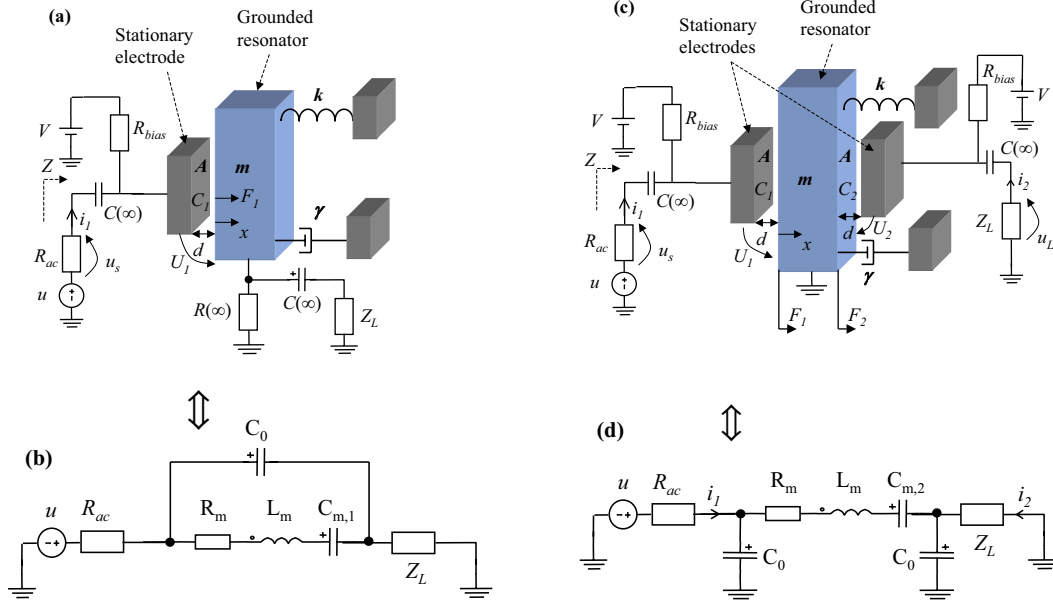 (a)
Grounded
resonator
Stationary
electrode
k
V
R_bias
Z
A
m
C_1
F_1
C(∞)
i_1
x
γ
d
R_ac
u_s
U_1
u
C(∞)
R(∞)
Z_L
(c)
Grounded
resonator
Stationary
electrodes
k
V
R_bias
R_bias
V
Z
A
A
C(∞)
m
C_1
C_2
i_1
C(∞)
i_2
d
d
U_2
Z_L
x
R_ac
u_s
U_1
u_L
γ
u
F_1
F_2
(b)
C_0
u
R_ac
R_m
L_m
C_m,1
Z_L
(d)
u
R_ac
i_1
R_m
L_m
C_m,2
i_2
Z_L
C_0
C_0